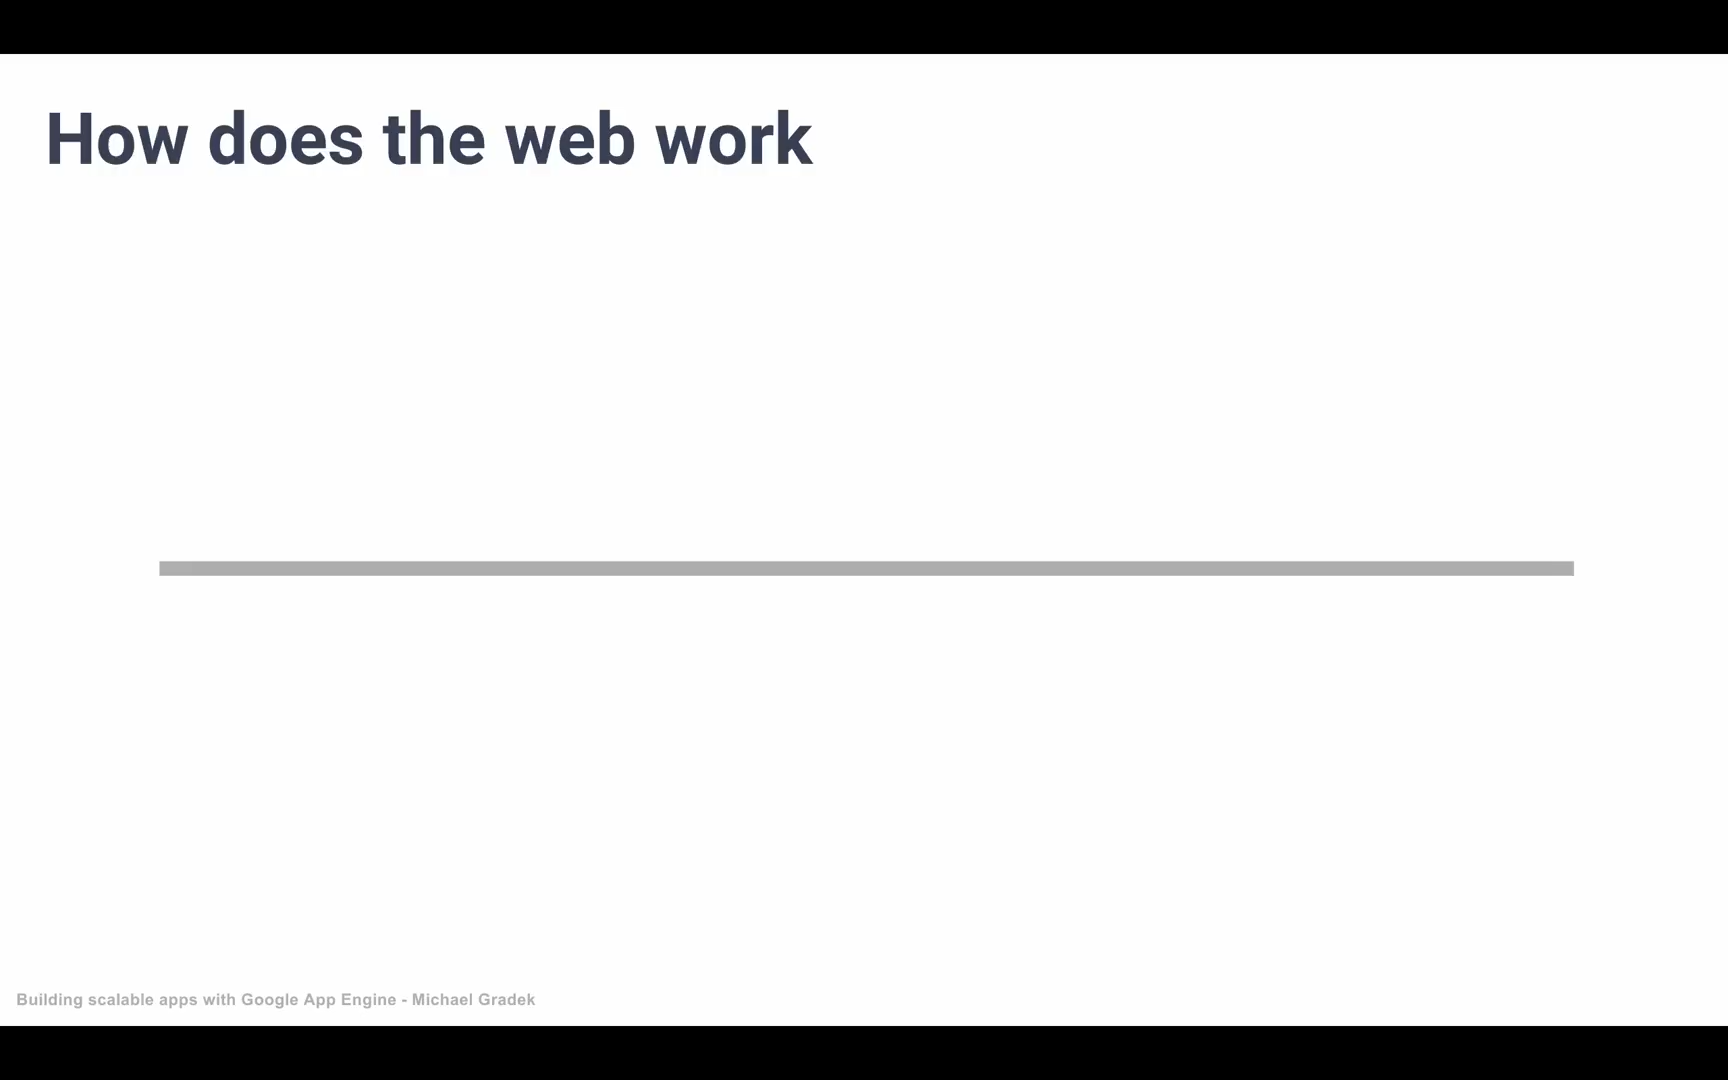 How does the web work
Building scalable apps with Google App Engine - Michael Gradek